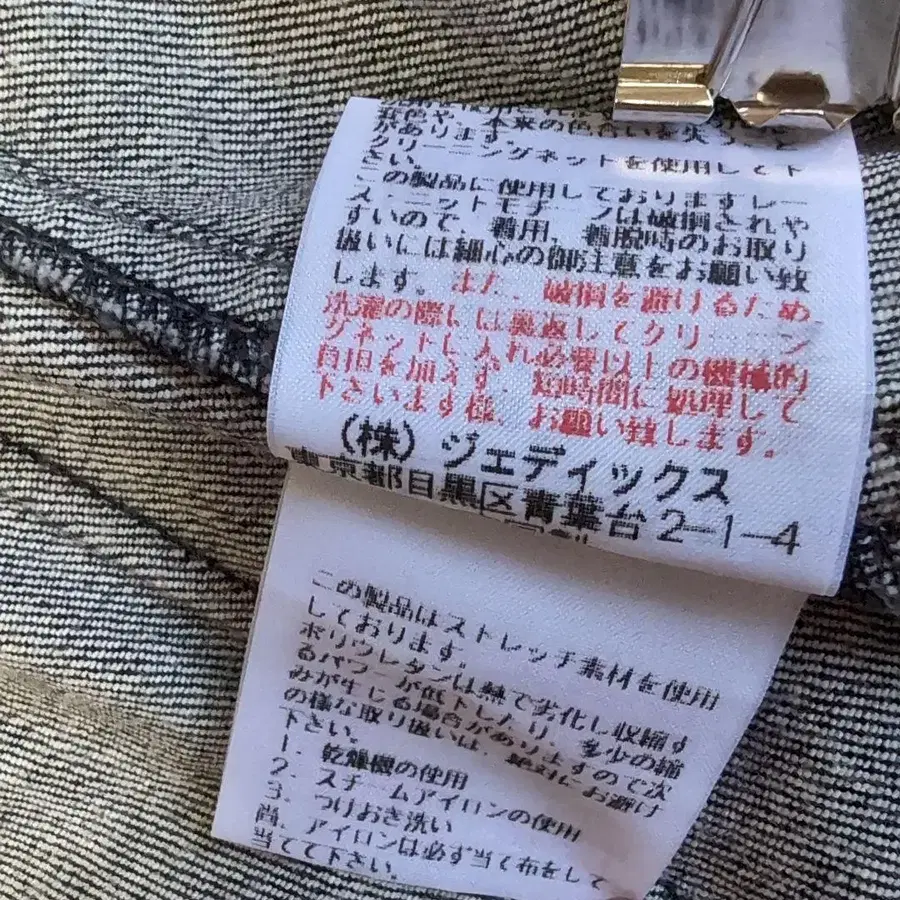 や、本来の色合いを失うこと
があります。
クリーニングネットを使用して下
さい。
この製品に使用しておりますレー
ス・ニットモチーフは破損されや
すいので、着用、着脱時のお取り
扱いには細心の御注意をお願い致
します。また、破損を避けるため
洗濯の際には裏返してクリーニン
グネットに入れ必要以上の機械的
負担を加えず、短時間に処理して
下さいます様、お願い致します。
(株)ジェディックス
東京都目黒区青葉台2-1-4
この製品はストレッチ素材を使用
しております。
ポリウレタンは熱で劣化し収縮す
るパワーが低下したり、多少の縮
みが生じる場合がありますので次
の様な取り扱いは、絶対にお避け
下さい。
1. 乾燥機の使用
2. スチームアイロンの使用
3. つけおき洗い
尚、アイロンは必ず当て布をして
当てて下さい。